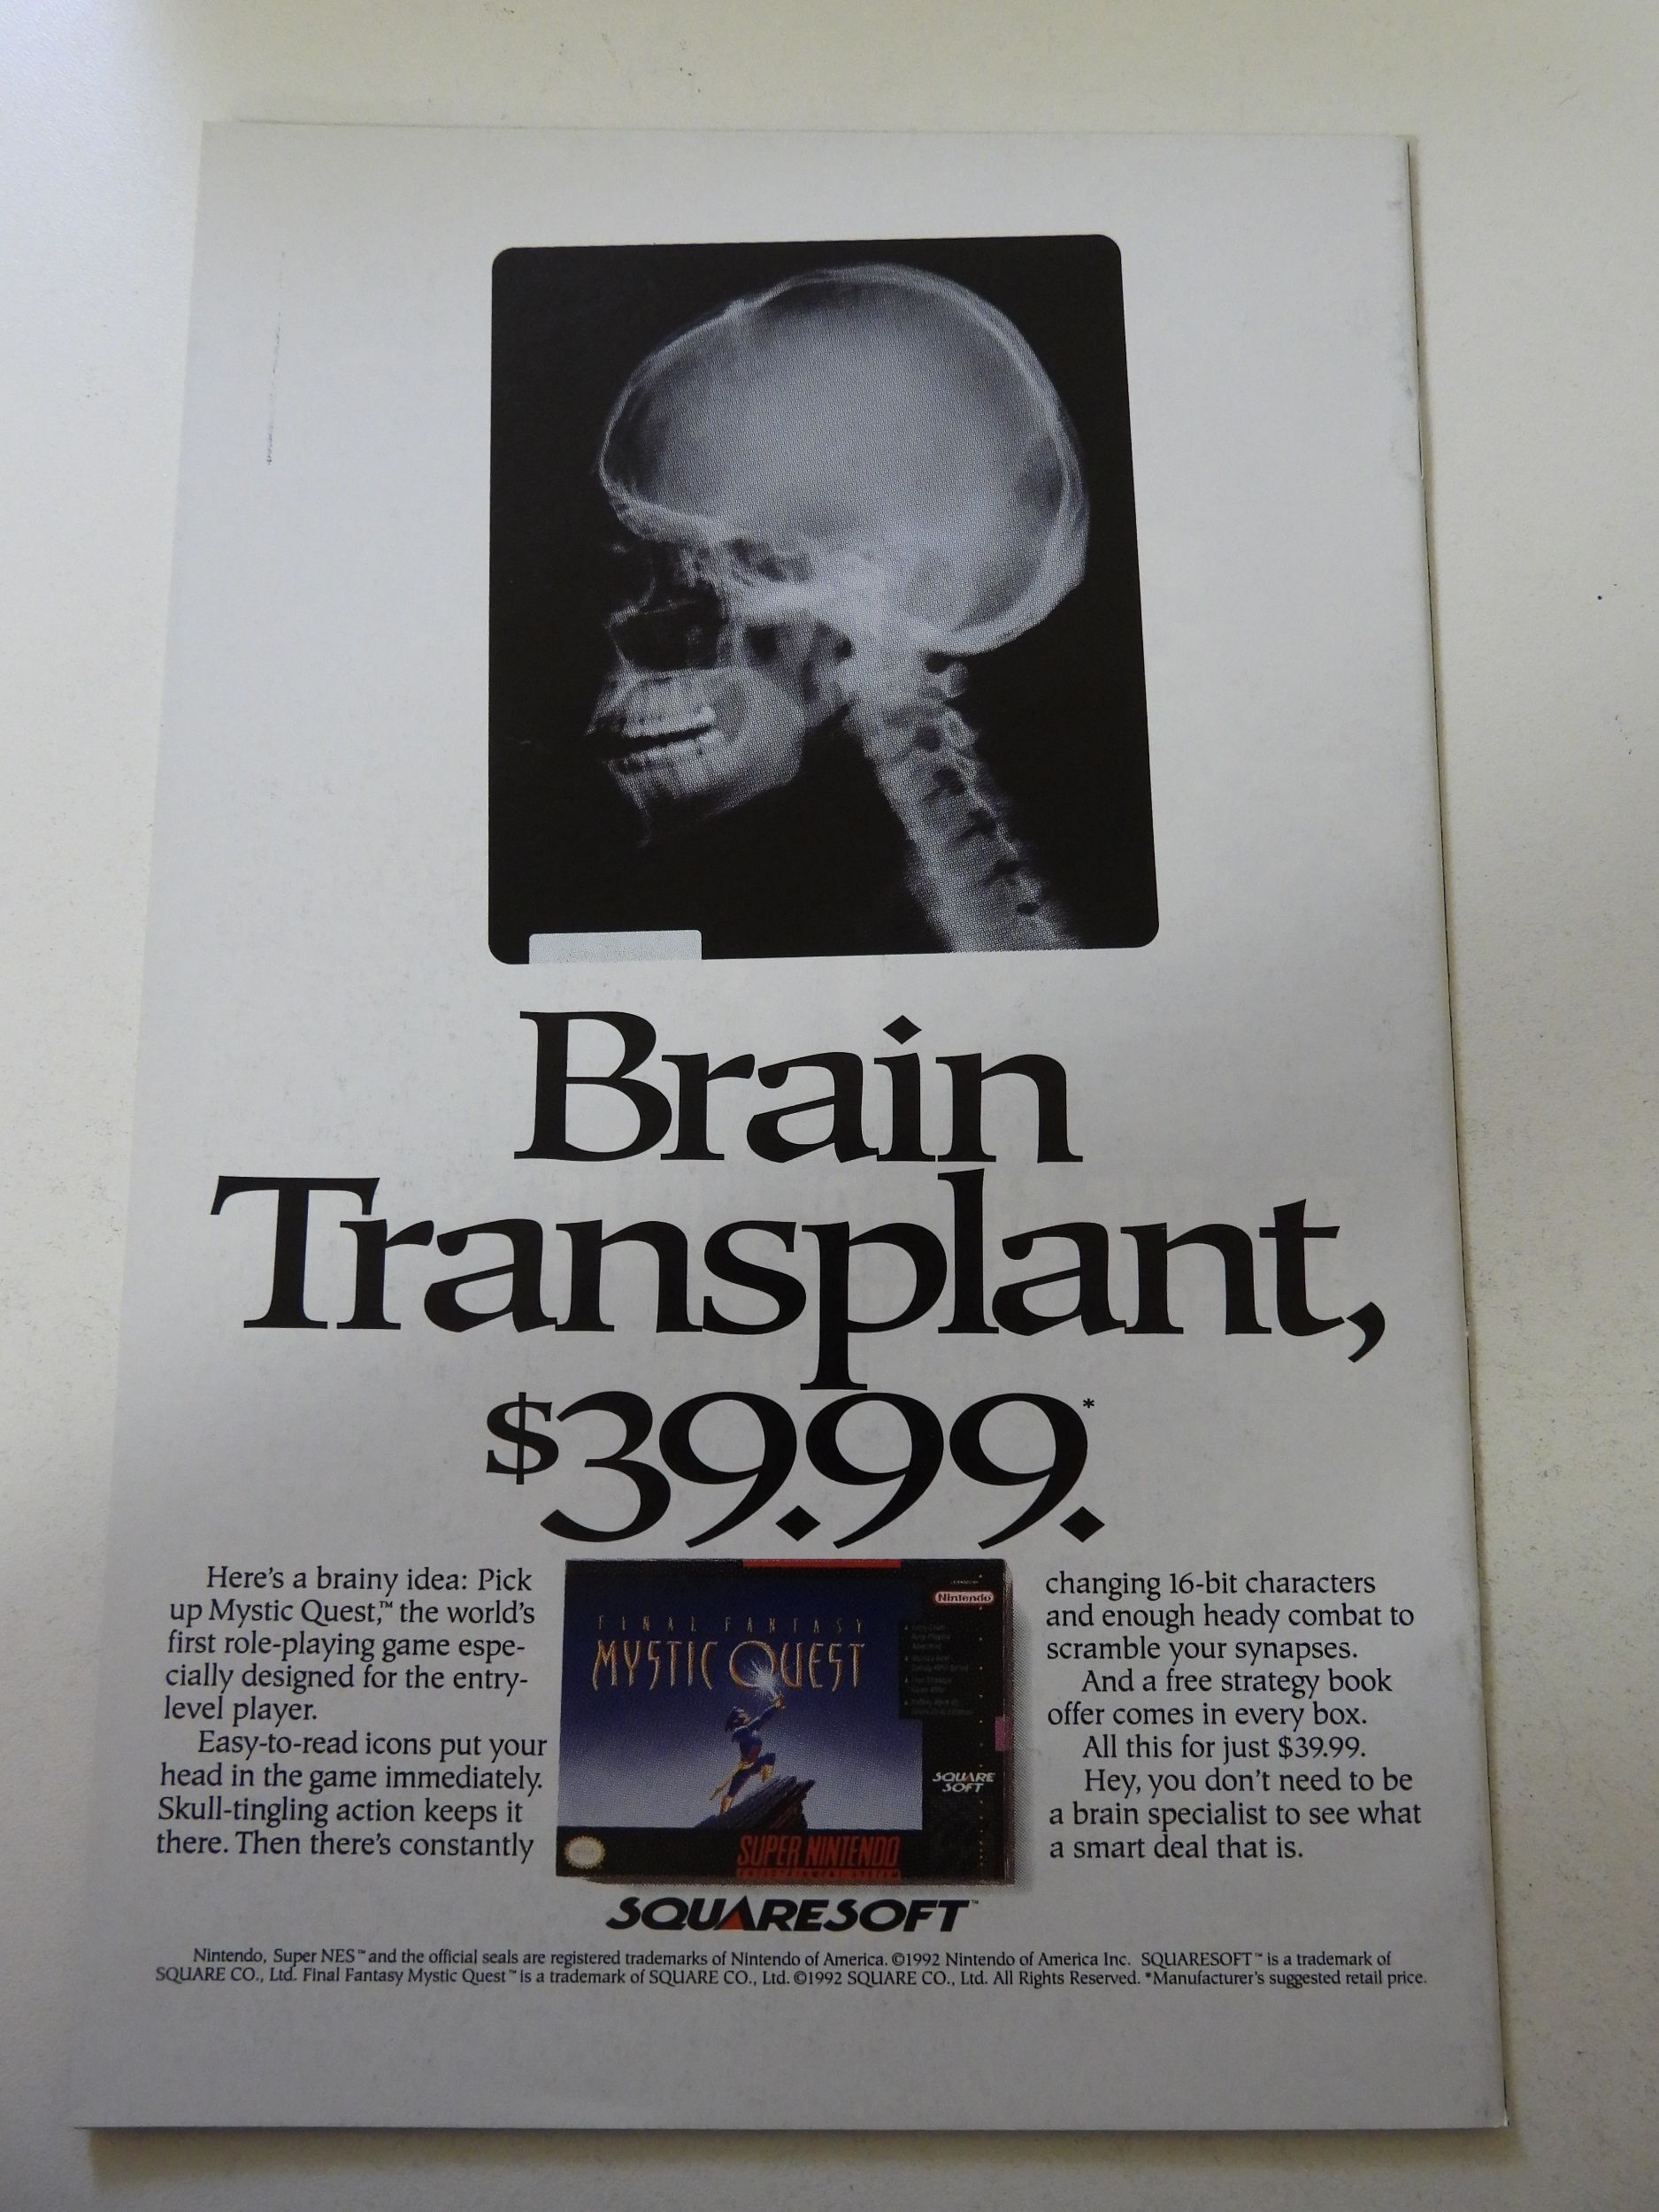 Brain
Transplant,
$39.99.*
Here's a brainy idea: Pick
up Mystic Quest,™ the world's
first role-playing game espe-
cially designed for the entry-
level player.
Easy-to-read icons put your
head in the game immediately.
Skull-tingling action keeps it
there. Then there's constantly
Nintendo
FINAL FANTASY
MYSTIC QUEST
SQUARE
SOFT
SUPER NINTENDO
changing 16-bit characters
and enough heady combat to
scramble your synapses.
And a free strategy book
offer comes in every box.
All this for just $39.99.
Hey, you don't need to be
a brain specialist to see what
a smart deal that is.
SQUARESOFT™
Nintendo, Super NES™ and the official seals are registered trademarks of Nintendo of America. ©1992 Nintendo of America Inc. SQUARESOFT™ is a trademark of
SQUARE CO., Ltd. Final Fantasy Mystic Quest™ is a trademark of SQUARE CO., Ltd. ©1992 SQUARE CO., Ltd. All Rights Reserved. *Manufacturer's suggested retail price.